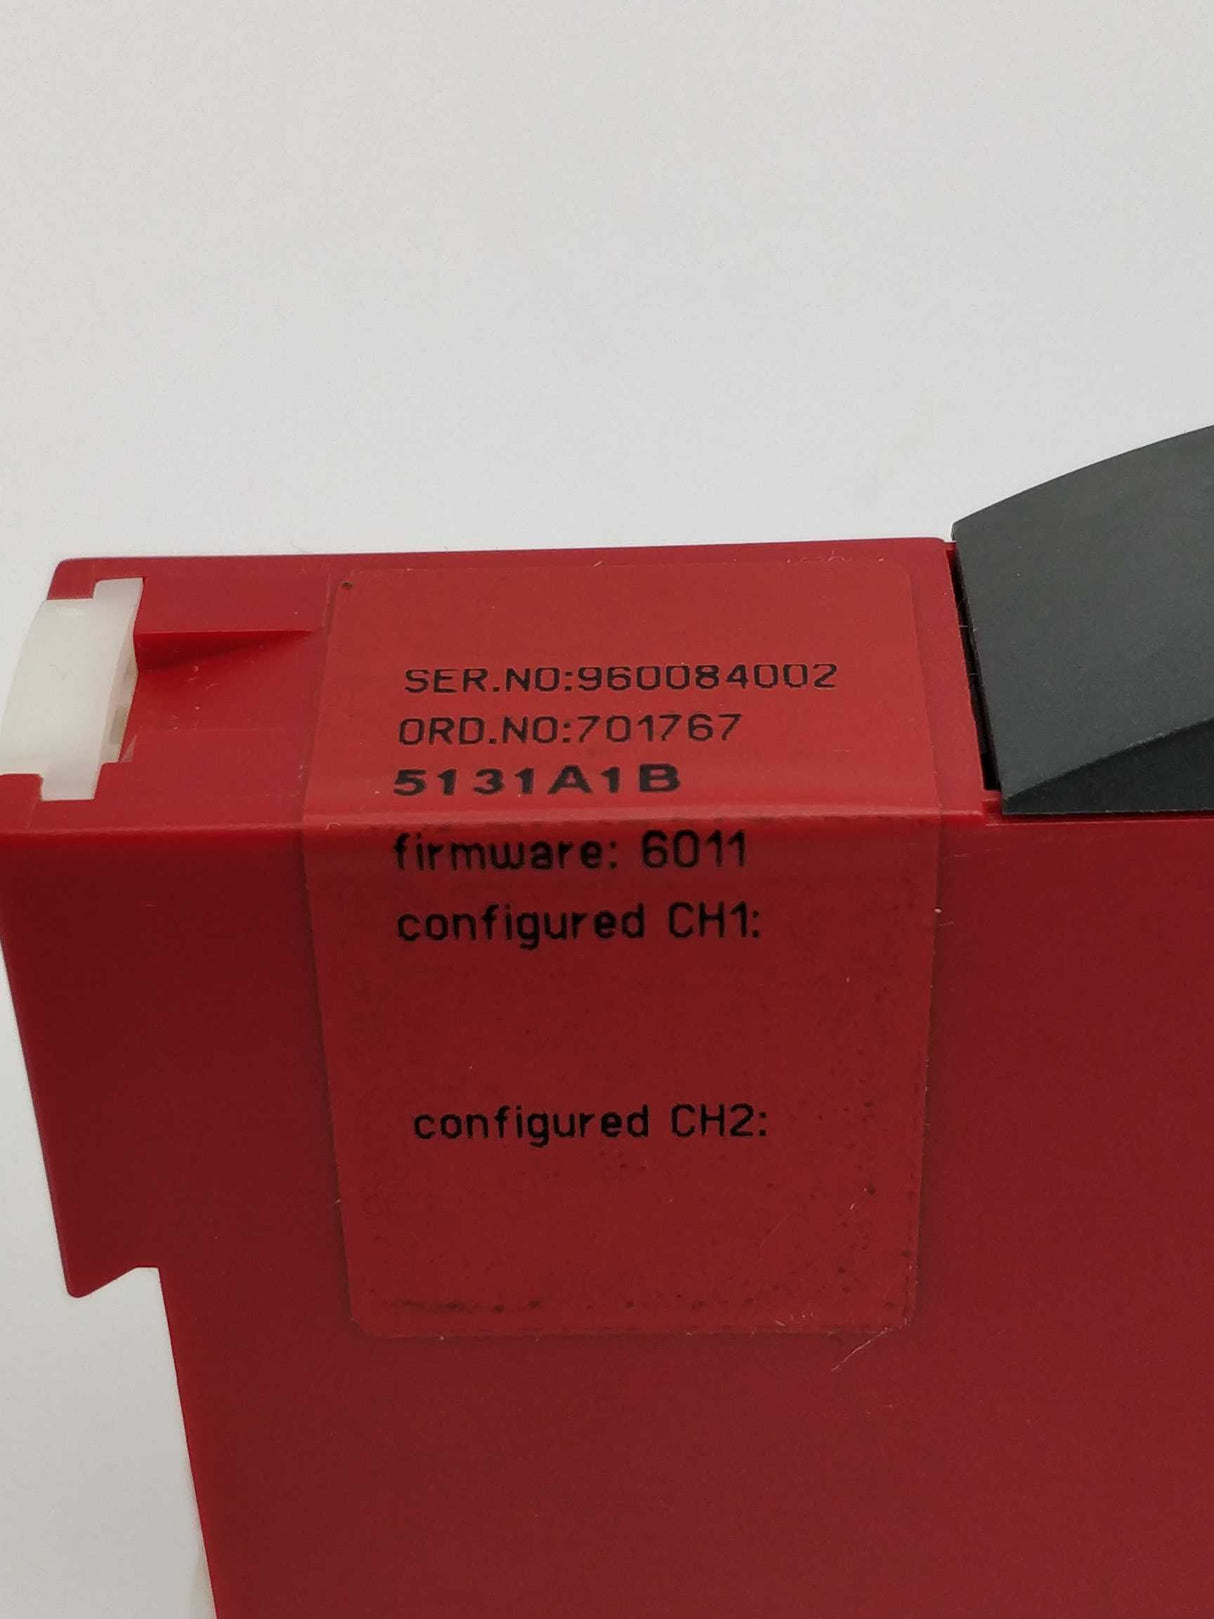 SER.NO:960084002
ORD.NO:701767
5131A1B
firmware: 6011
configured CH1:
configured CH2: